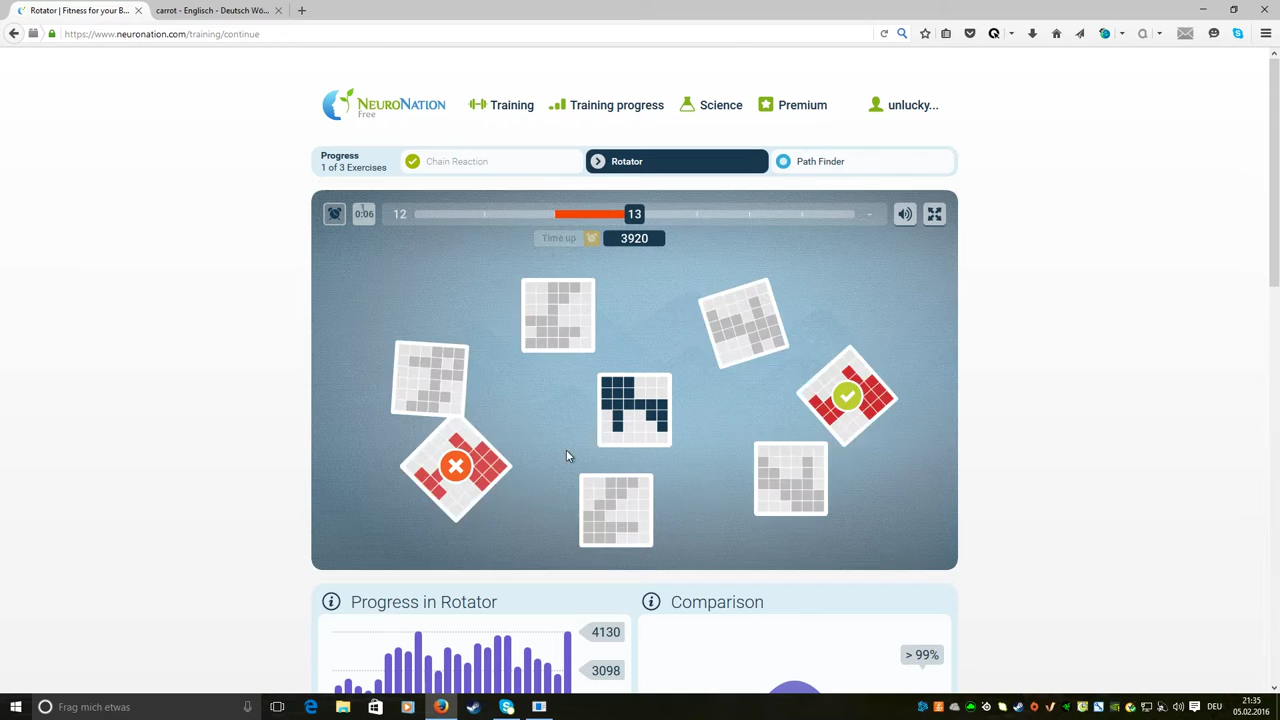 Rotator | Fitness for your B...
carrot - Englisch - Deutsch Wö...
https://www.neuronation.com/training/continue
NEURONATION
Free
Training
Training progress
Science
Premium
unlucky...
Progress
1 of 3 Exercises
Chain Reaction
Rotator
Path Finder
0:06
12
13
-
Time up
3920
Progress in Rotator
4130
3098
Comparison
> 99%
Frag mich etwas
DEU
21:35
05.02.2016